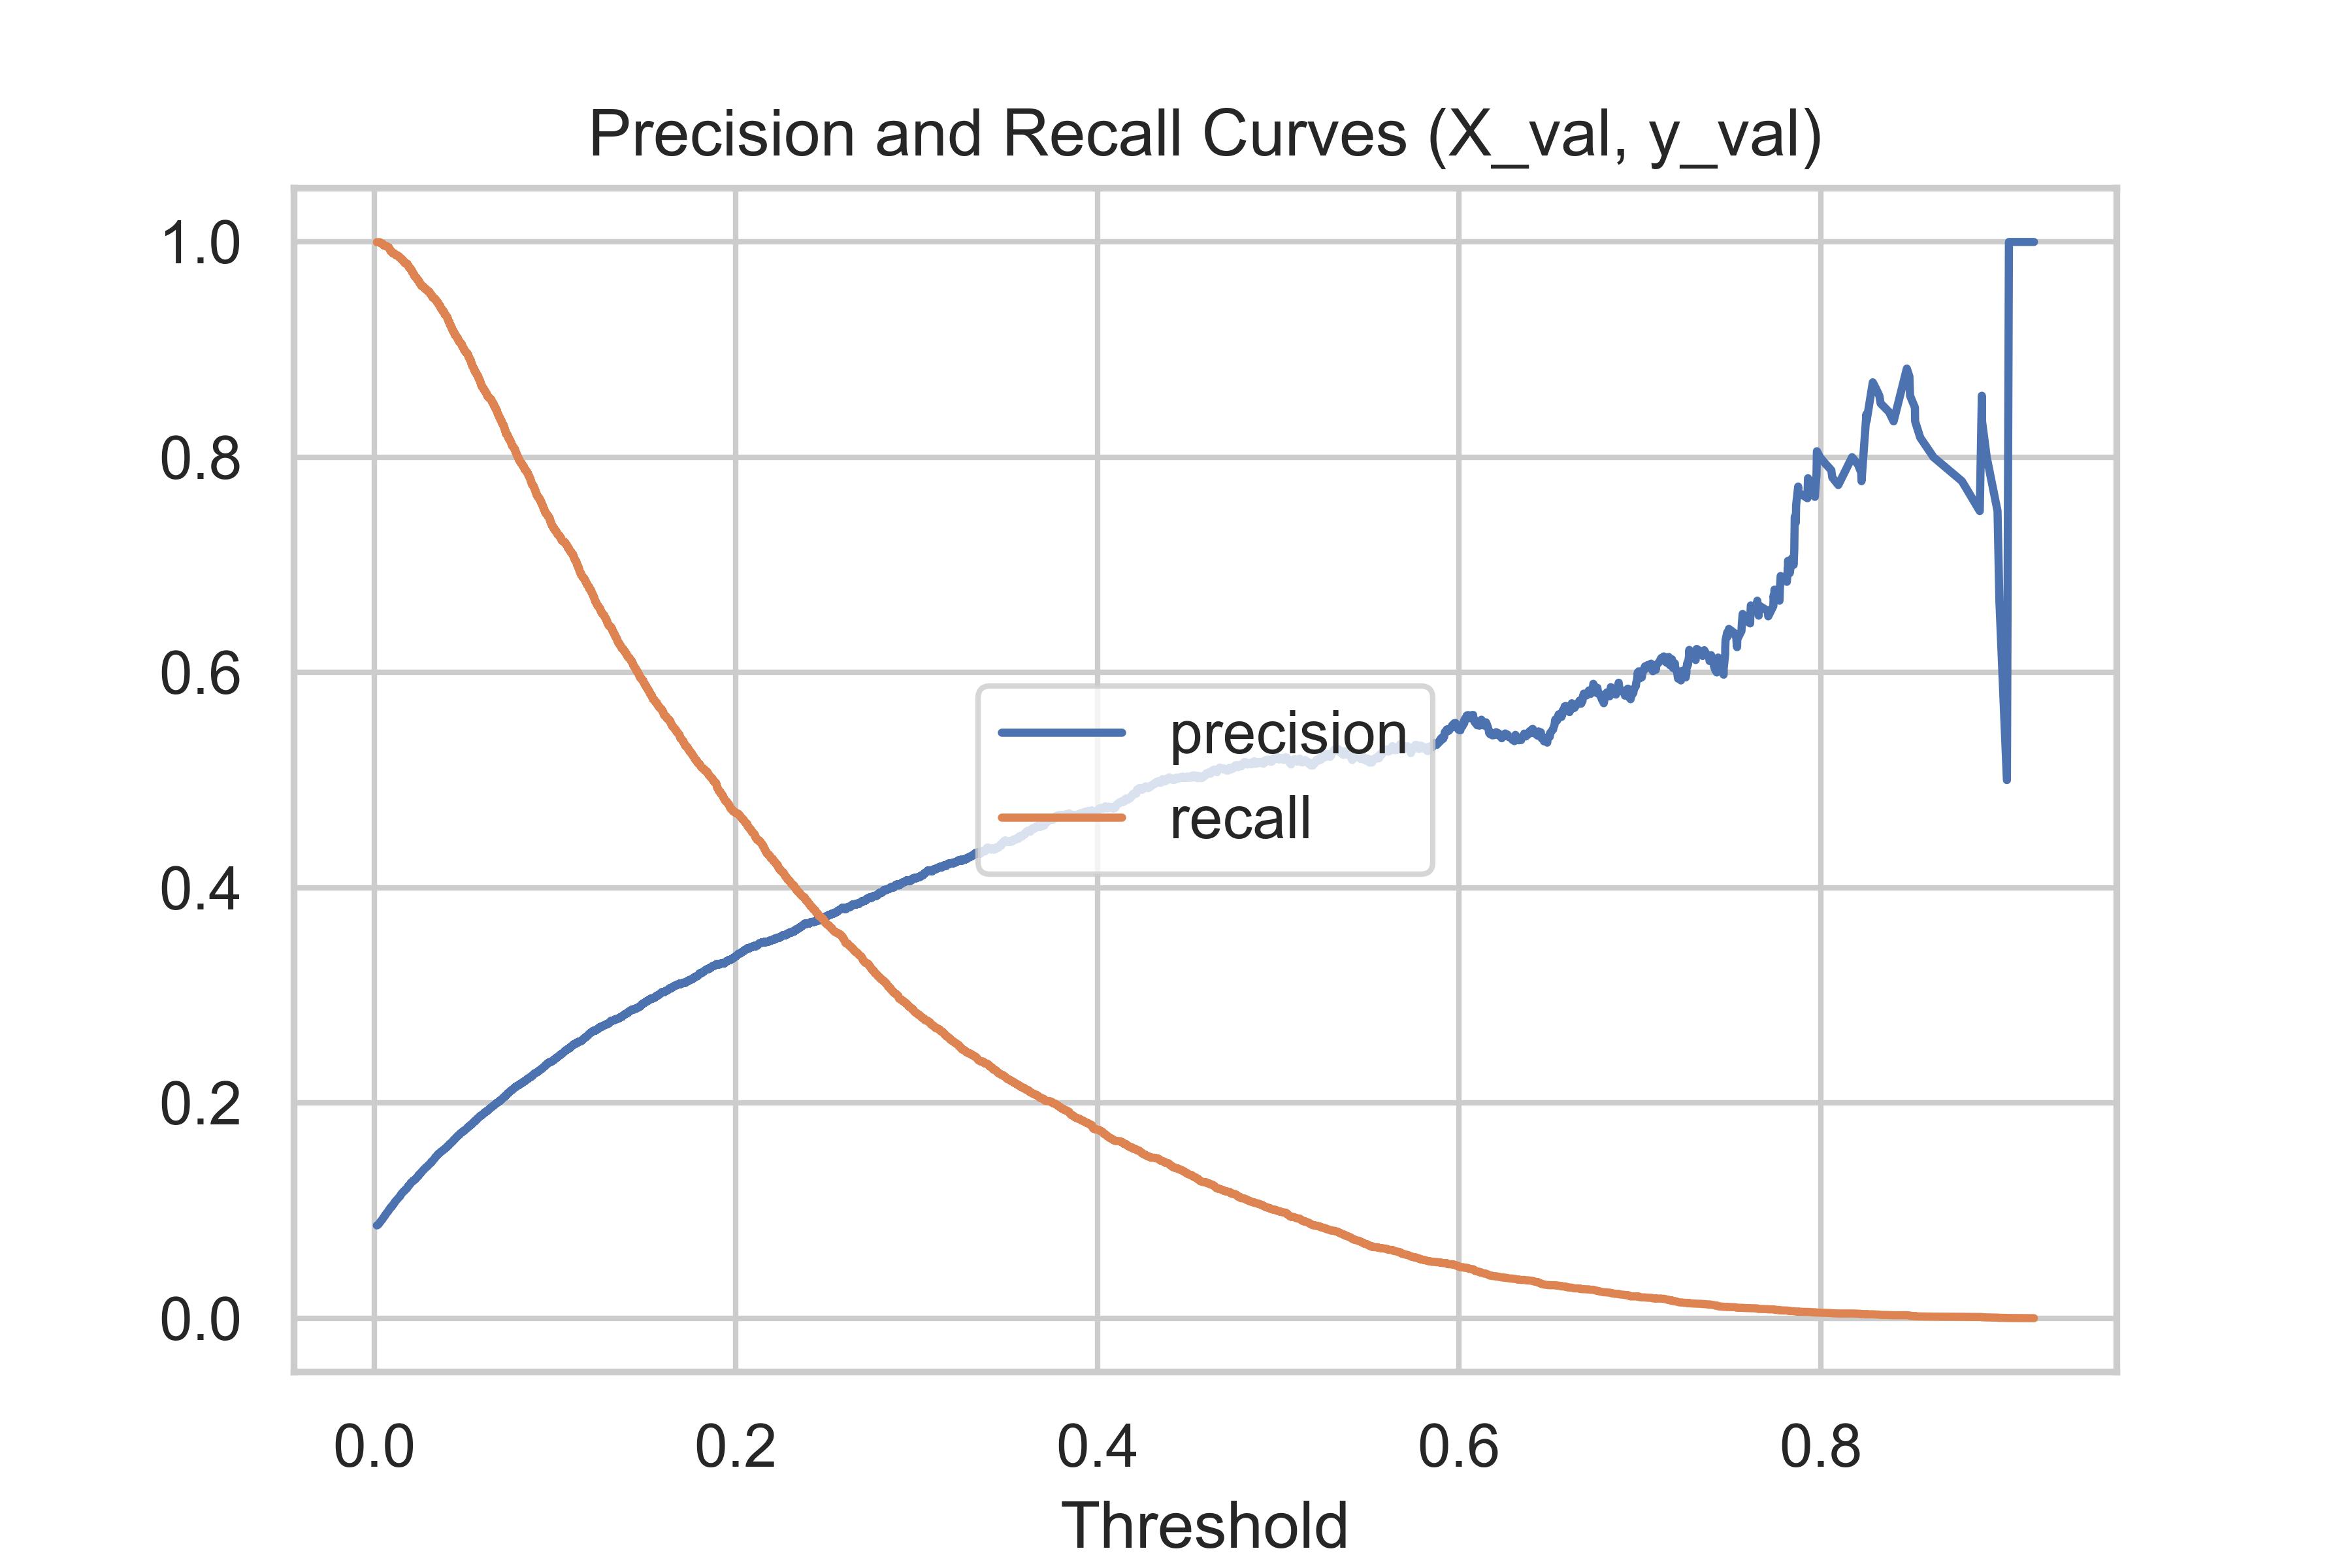 Precision and Recall Curves (X_val, y_val)
1.0
0.8
0.6
0.4
0.2
0.0
precision
recall
0.0 0.2 0.4 0.6 0.8
Threshold